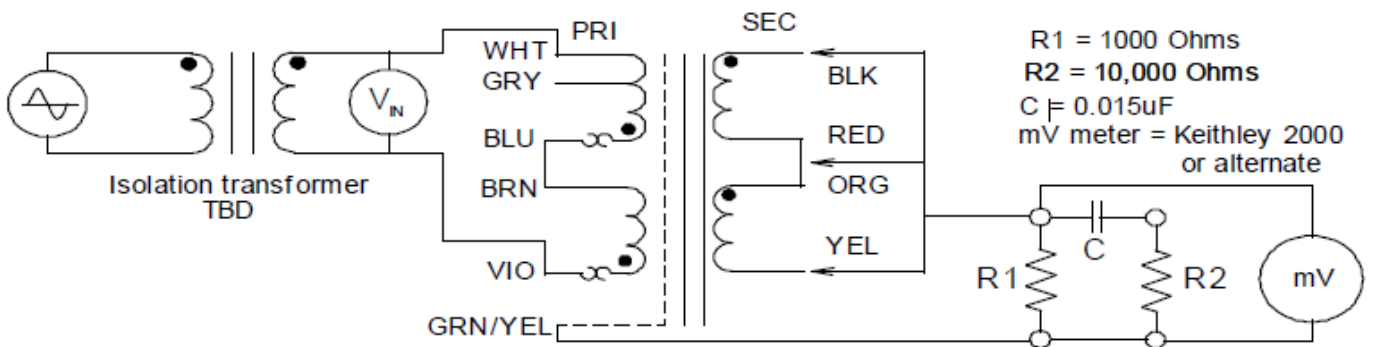 PRI
SEC
WHT
GRY
BLU
BRN
VIO
GRN/YEL
BLK
RED
ORG
YEL
VIN
Isolation transformer
TBD
R1 = 1000 Ohms
R2 = 10,000 Ohms
C = 0.015uF
mV meter = Keithley 2000
or alternate
C
R1
R2
mV